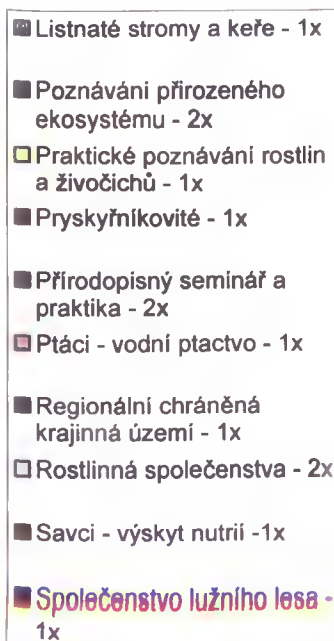 Listnaté stromy a keře - 1x
Poznávání přirozeného
ekosystému - 2x
Praktické poznávání rostlin
a živočichů - 1x
Pryskyřníkovité - 1x
Přírodopisný seminář a
praktika - 2x
Ptáci - vodní ptactvo - 1x
Regionální chráněná
krajinná území - 1x
Rostlinná společenstva - 2x
Savci - výskyt nutrií -1x
Společenstvo lužního lesa -
1x